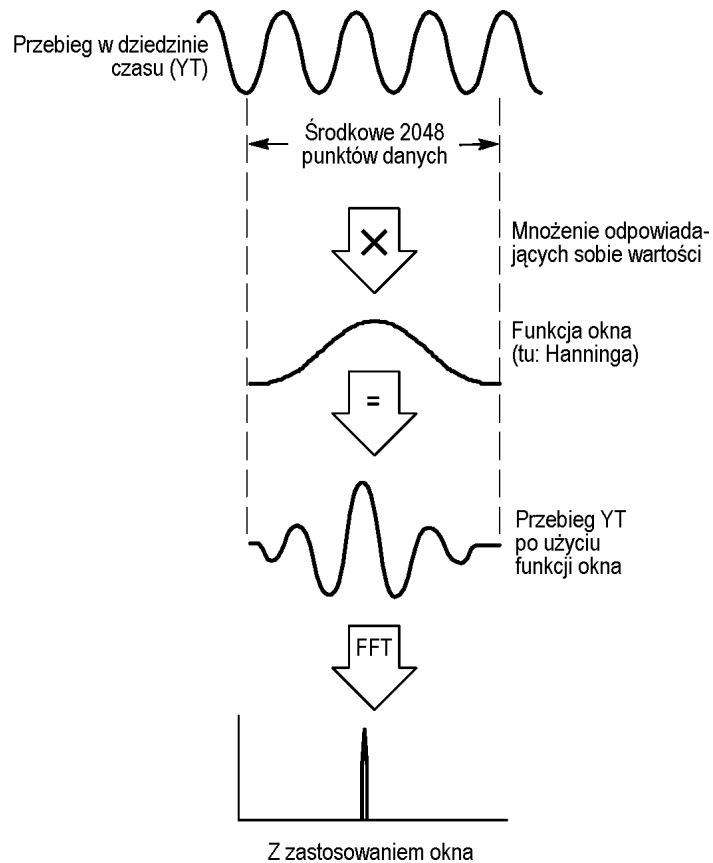 Przebieg w dziedzinie
czasu (YT)
Środkowe 2048
punktów danych
×
Mnożenie odpowiada-
jących sobie wartości
Funkcja okna
(tu: Hanninga)
=
Przebieg YT
po użyciu
funkcji okna
FFT
Z zastosowaniem okna